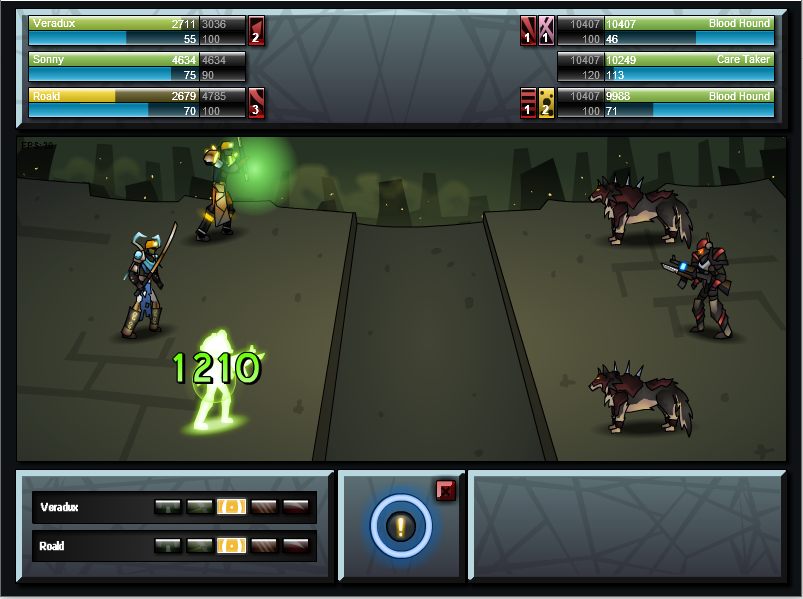 Veradux 2711 3036
55 100
2
Sonny 4634 4634
75 90
Roald 2679 4785
70 100
3
1 1
10407 10407 Blood Hound
100 46
10407 10249 Care Taker
120 113
1 2
10407 9988 Blood Hound
100 71
1210
Veradux
!
Roald